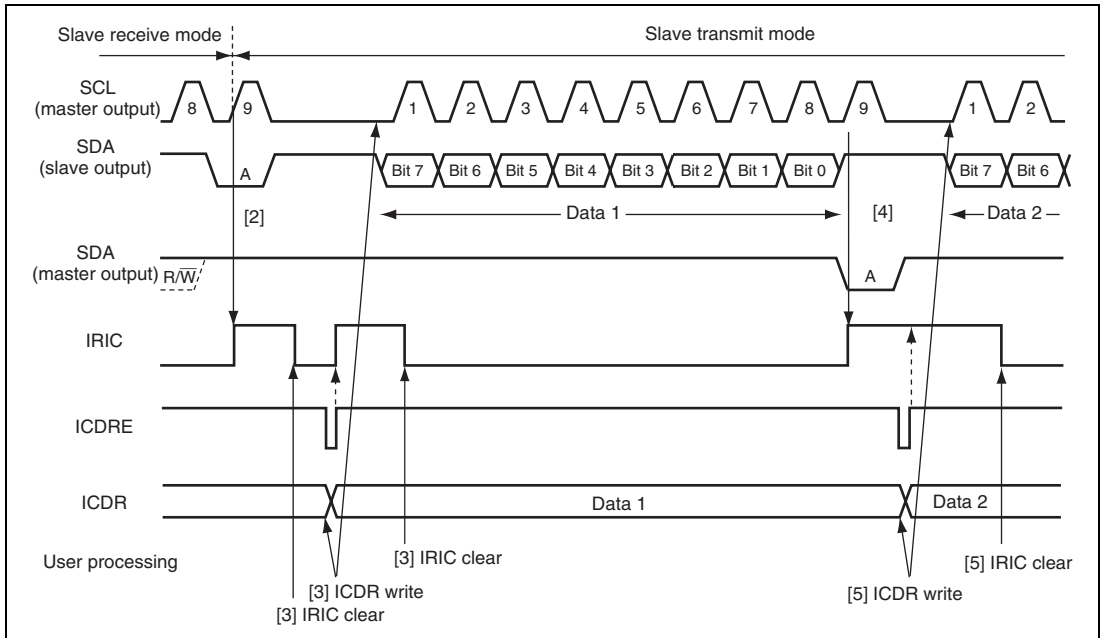 Slave receive mode
Slave transmit mode
SCL
(master output)
8 9 1 2 3 4 5 6 7 8 9 1 2
SDA
(slave output)
A Bit 7 Bit 6 Bit 5 Bit 4 Bit 3 Bit 2 Bit 1 Bit 0 Bit 7 Bit 6
[2] Data 1 [4] Data 2
SDA
(master output)
R/W̅
A
IRIC
ICDRE
ICDR
Data 1
Data 2
User processing
[3] IRIC clear
[5] IRIC clear
[3] ICDR write
[5] ICDR write
[3] IRIC clear